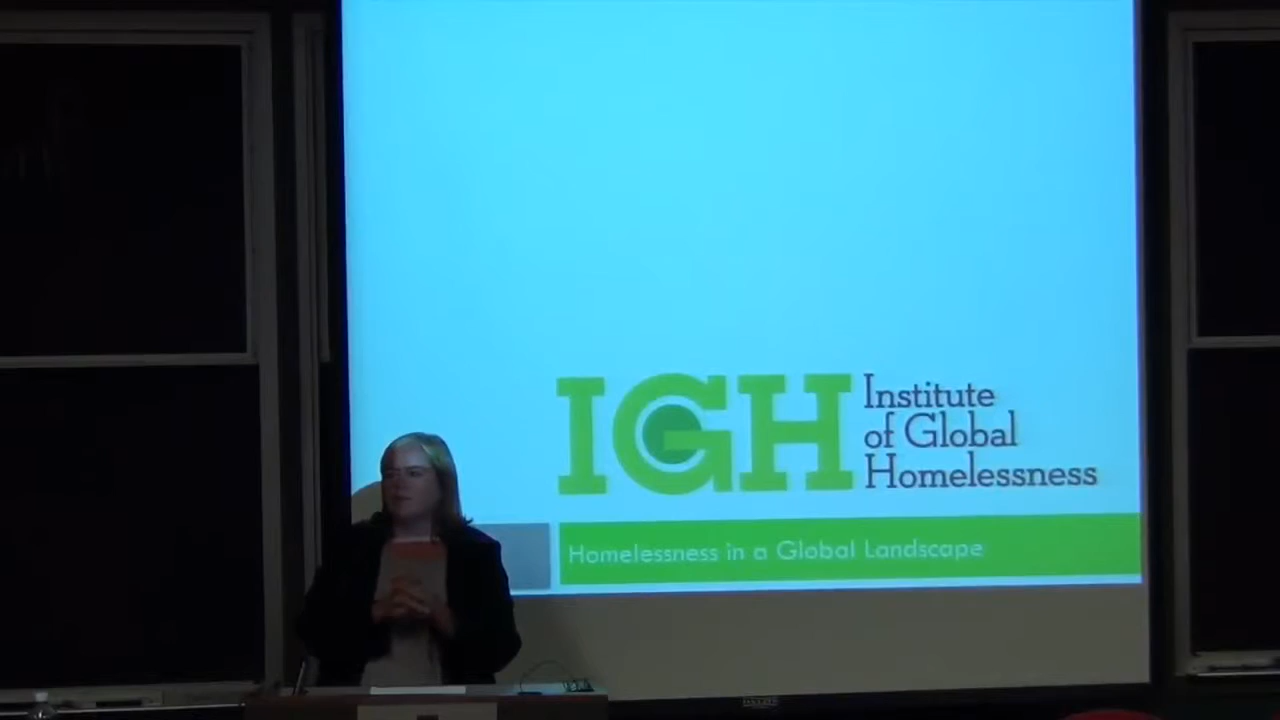 IGH
Institute
of Global
Homelessness
Homelessness in a Global Landscape